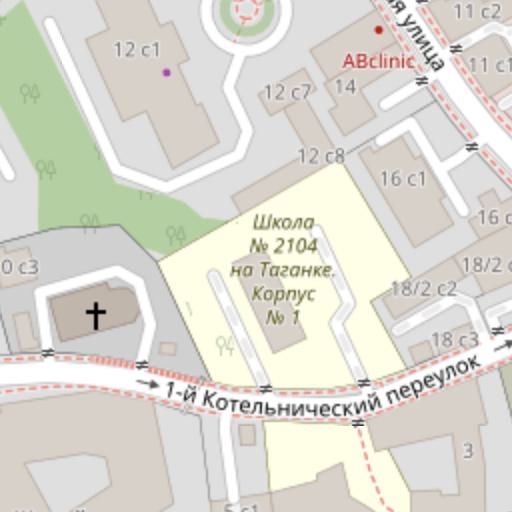 11 с2
ая улица
12 с1
ABclinic
11 с1
12 с7
14
12 с8
16 с1
16 с
Школа
№ 2104
на Таганке.
Корпус
№ 1
0 с3
18/2 с
18/2 с2
18 с3
1-й Котельнический переулок
3
5 с1